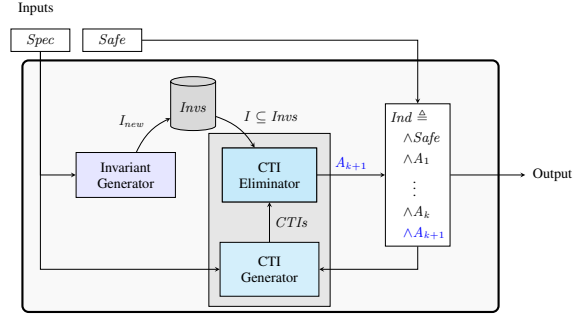 Inputs
Spec
Safe
I_new
Invs
I ⊆ Invs
Ind ≜
∧Safe
∧A_1
⋮
∧A_k
∧A_{k+1}
Invariant
Generator
CTI
Eliminator
A_{k+1}
Output
CTIs
CTI
Generator